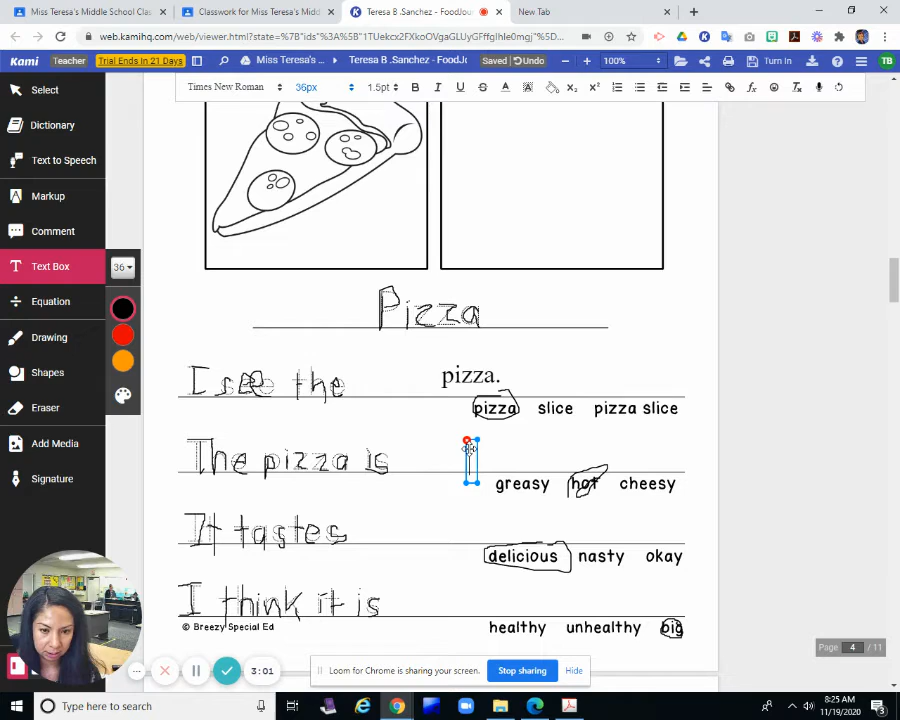 Miss Teresa's Middle School Clas
Classwork for Miss Teresa's Middl
Teresa B .Sanchez - FoodJou
New Tab
web.kamihq.com/web/viewer.html?state=%7B"ids"%3A%5B"1TUekcx2FXkoOVgaGLUyGFffgIhIe0mgj"%5D,
Kami
Teacher
Trial Ends In 21 Days
Miss Teresa's ...
Teresa B .Sanchez - FoodJo
Saved
Undo
100%
Turn In
TB
Times New Roman
36px
1.5pt
B I U S A
Select
Dictionary
Text to Speech
Markup
Comment
Text Box
36
Equation
Drawing
Shapes
Eraser
Add Media
Signature
Pizza
I see the pizza.
pizza slice pizza slice
The pizza is
greasy hot cheesy
It tastes
delicious nasty okay
I think it is
© Breezy Special Ed
healthy unhealthy big
Page 4 / 11
3:01
Loom for Chrome is sharing your screen.
Stop sharing
Hide
Type here to search
8:25 AM
11/19/2020
3